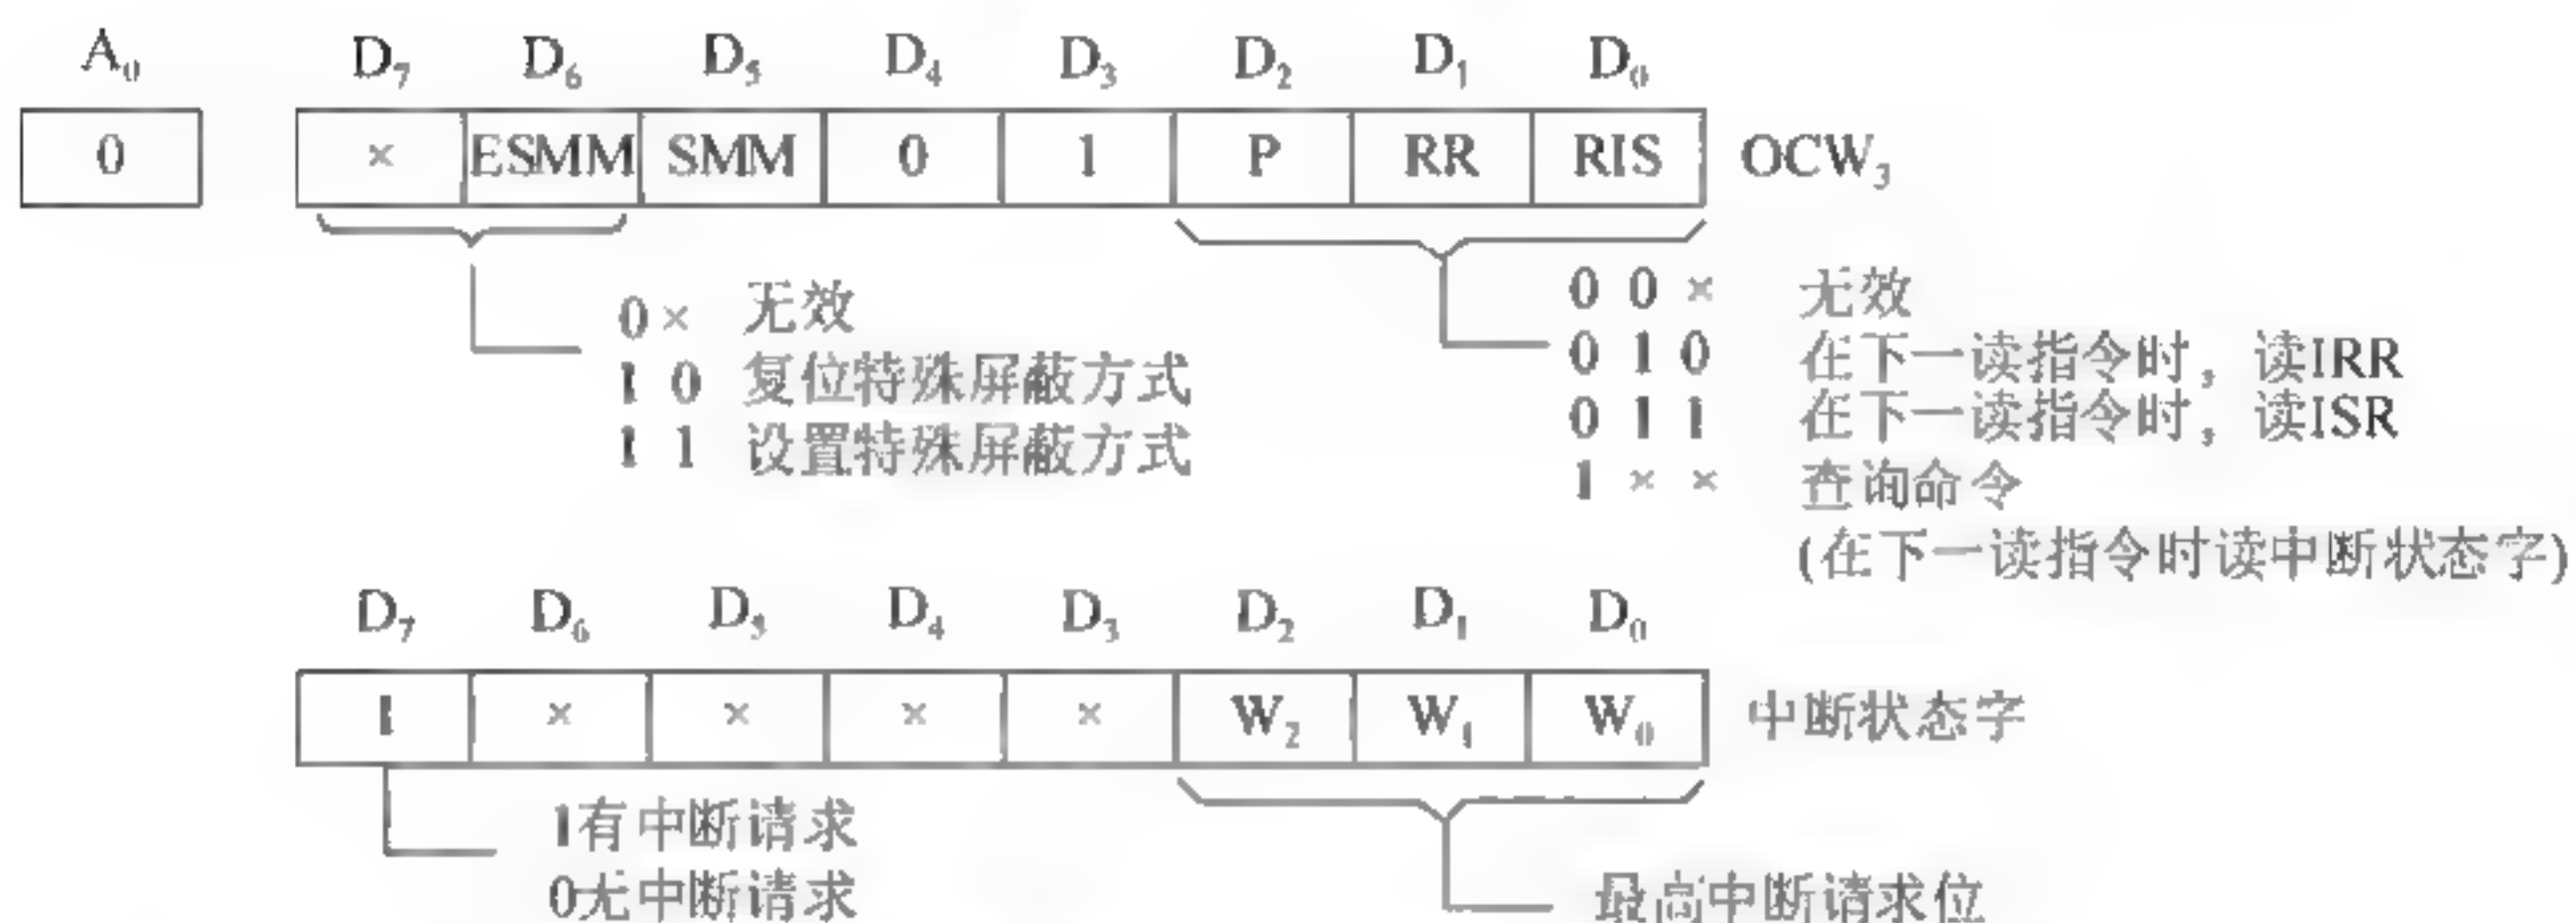 A₀ D₇ D₆ D₅ D₄ D₃ D₂ D₁ D₀
0 × ESMM SMM 0 1 P RR RIS OCW₃
0 × 无效
1 0 复位特殊屏蔽方式
1 1 设置特殊屏蔽方式
0 0 × 无效
0 1 0 在下一读指令时，读IRR
0 1 1 在下一读指令时，读ISR
1 × × 查询命令
(在下一读指令时读中断状态字)
D₇ D₆ D₅ D₄ D₃ D₂ D₁ D₀
1 × × × × W₂ W₁ W₀ 中断状态字
1有中断请求
0无中断请求
最高中断请求位